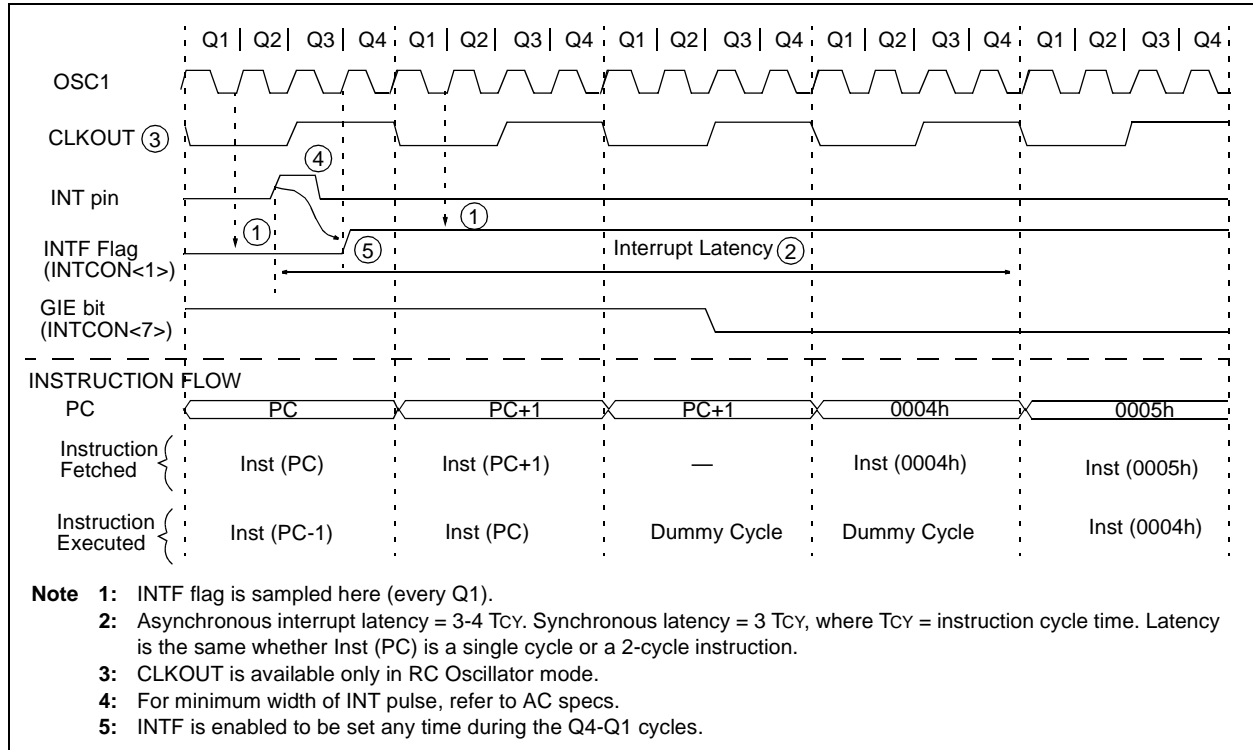 Q1 | Q2 | Q3 | Q4 Q1 | Q2 | Q3 | Q4 Q1 | Q2 | Q3 | Q4 Q1 | Q2 | Q3 | Q4 Q1 | Q2 | Q3 | Q4
OSC1
CLKOUT 3
4
INT pin
1 1
INTF Flag 5 Interrupt Latency 2
(INTCON<1>)
GIE bit
(INTCON<7>)
INSTRUCTION FLOW
PC PC PC+1 PC+1 0004h 0005h
Instruction
Fetched Inst (PC) Inst (PC+1) — Inst (0004h) Inst (0005h)
Instruction
Executed Inst (PC-1) Inst (PC) Dummy Cycle Dummy Cycle Inst (0004h)
Note 1: INTF flag is sampled here (every Q1).
2: Asynchronous interrupt latency = 3-4 TCY. Synchronous latency = 3 TCY, where TCY = instruction cycle time. Latency
is the same whether Inst (PC) is a single cycle or a 2-cycle instruction.
3: CLKOUT is available only in RC Oscillator mode.
4: For minimum width of INT pulse, refer to AC specs.
5: INTF is enabled to be set any time during the Q4-Q1 cycles.